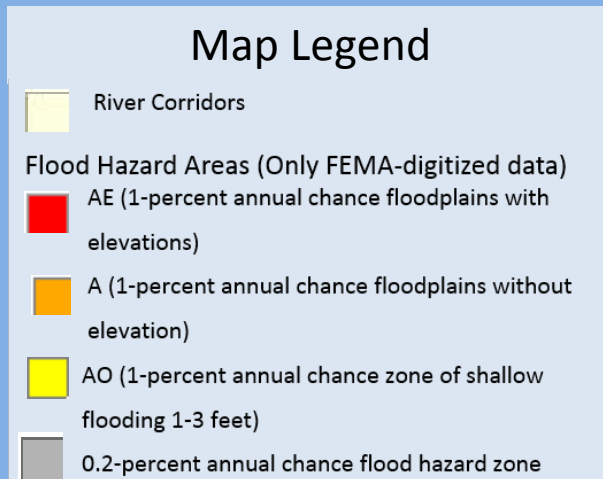 Map Legend
River Corridors
Flood Hazard Areas (Only FEMA-digitized data)
AE (1-percent annual chance floodplains with
elevations)
A (1-percent annual chance floodplains without
elevation)
AO (1-percent annual chance zone of shallow
flooding 1-3 feet)
0.2-percent annual chance flood hazard zone